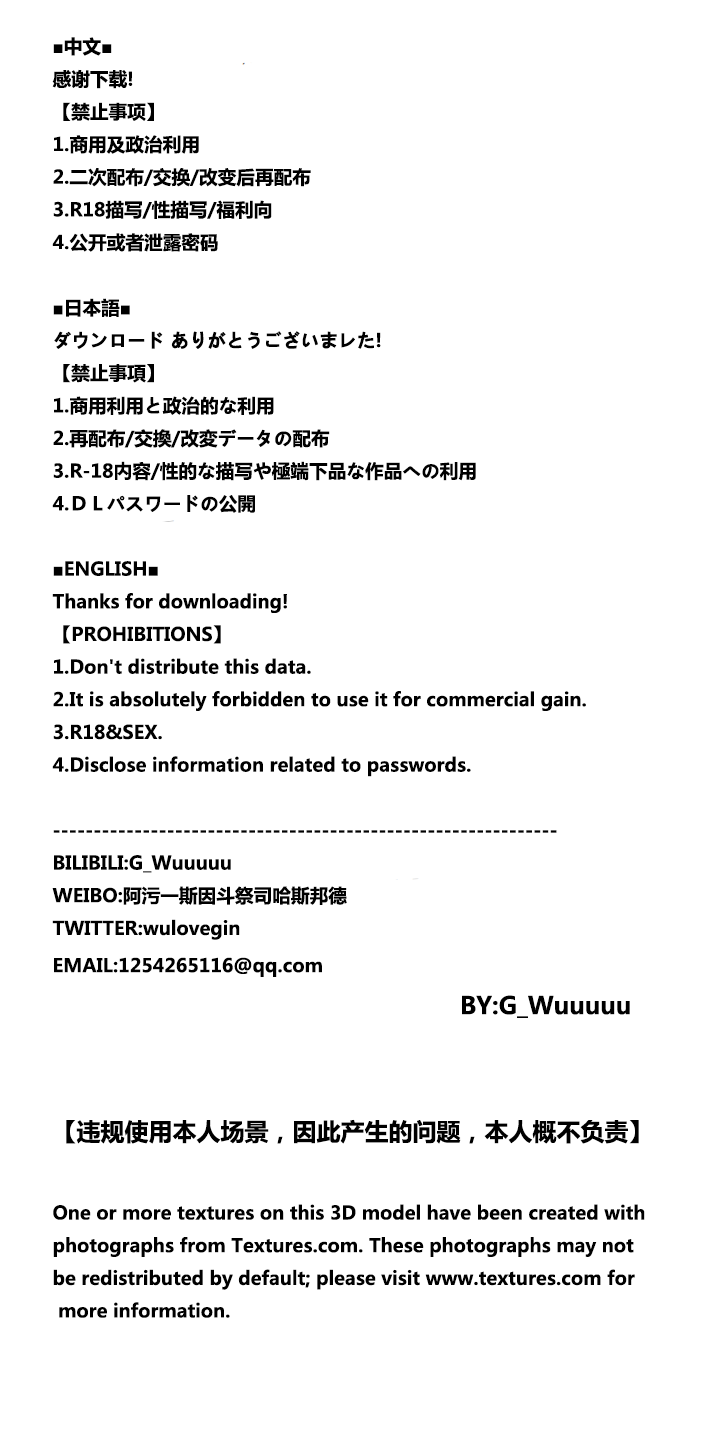 ■中文■
感谢下载!
【禁止事项】
1.商用及政治利用
2.二次配布/交换/改变后再配布
3.R18描写/性描写/福利向
4.公开或者泄露密码
■日本語■
ダウンロード ありがとうございまレた!
【禁止事項】
1.商用利用と政治的な利用
2.再配布/交換/改変データの配布
3.R-18内容/性的な描写や極端下品な作品への利用
4.ＤＬパスワードの公開
■ENGLISH■
Thanks for downloading!
【PROHIBITIONS】
1.Don't distribute this data.
2.It is absolutely forbidden to use it for commercial gain.
3.R18&SEX.
4.Disclose information related to passwords.
--------------------------------------------------------------
BILIBILI:G_Wuuuuu
WEIBO:阿污一斯因斗祭司哈斯邦德
TWITTER:wulovegin
EMAIL:1254265116@qq.com
BY:G_Wuuuuu
【违规使用本人场景，因此产生的问题，本人概不负责】
One or more textures on this 3D model have been created with
photographs from Textures.com. These photographs may not
be redistributed by default; please visit www.textures.com for
more information.